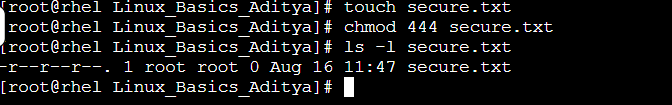 [root@rhel Linux_Basics_Aditya]# touch secure.txt
[root@rhel Linux_Basics_Aditya]# chmod 444 secure.txt
[root@rhel Linux_Basics_Aditya]# ls -l secure.txt
-r--r--r--. 1 root root 0 Aug 16 11:47 secure.txt
[root@rhel Linux_Basics_Aditya]#